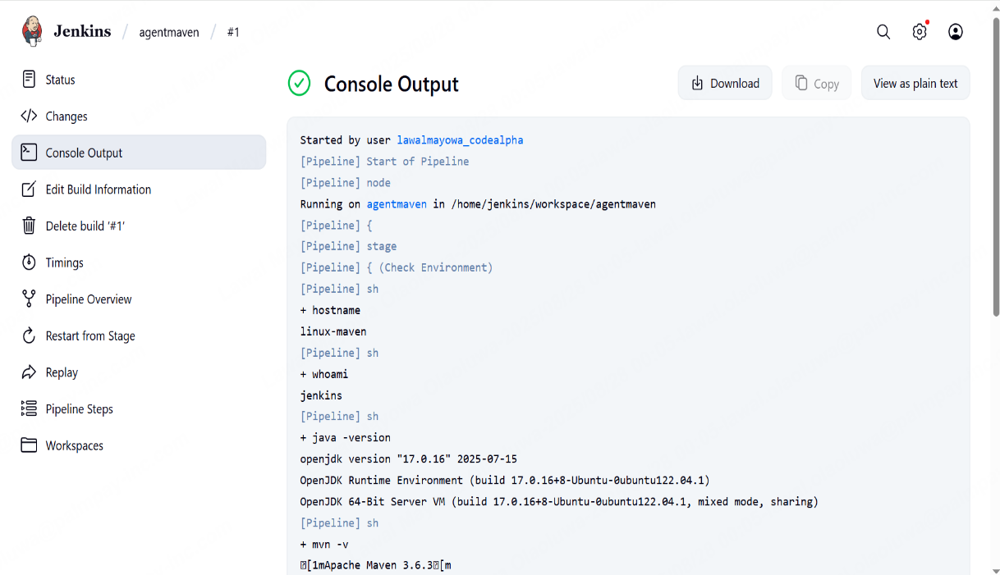 Jenkins / agentmaven / #1
Status
Changes
Console Output
Edit Build Information
Delete build '#1'
Timings
Pipeline Overview
Restart from Stage
Replay
Pipeline Steps
Workspaces
Console Output
Download
Copy
View as plain text
Started by user lawalmayowa_codealpha
[Pipeline] Start of Pipeline
[Pipeline] node
Running on agentmaven in /home/jenkins/workspace/agentmaven
[Pipeline] {
[Pipeline] stage
[Pipeline] { (Check Environment)
[Pipeline] sh
+ hostname
linux-maven
[Pipeline] sh
+ whoami
jenkins
[Pipeline] sh
+ java -version
openjdk version "17.0.16" 2025-07-15
OpenJDK Runtime Environment (build 17.0.16+8-Ubuntu-0ubuntu122.04.1)
OpenJDK 64-Bit Server VM (build 17.0.16+8-Ubuntu-0ubuntu122.04.1, mixed mode, sharing)
[Pipeline] sh
+ mvn -v
[1mApache Maven 3.6.3[m